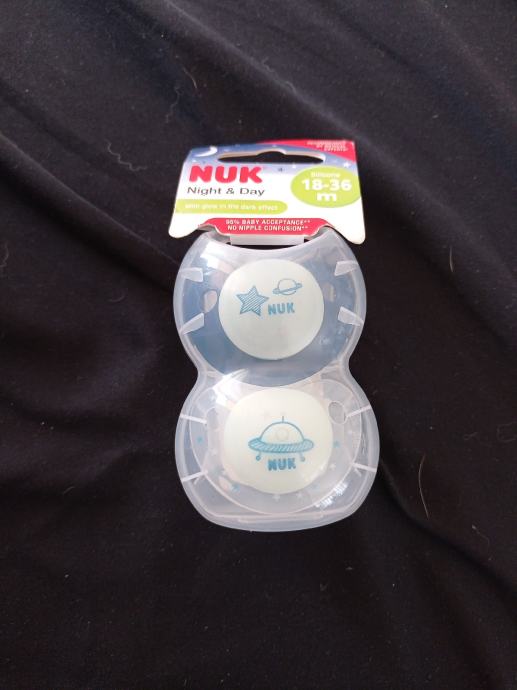 NUK
Night & Day
with glow in the dark effect
Silicone
18-36
m
96% BABY ACCEPTANCE**
NO NIPPLE CONFUSION**
NUK
NUK